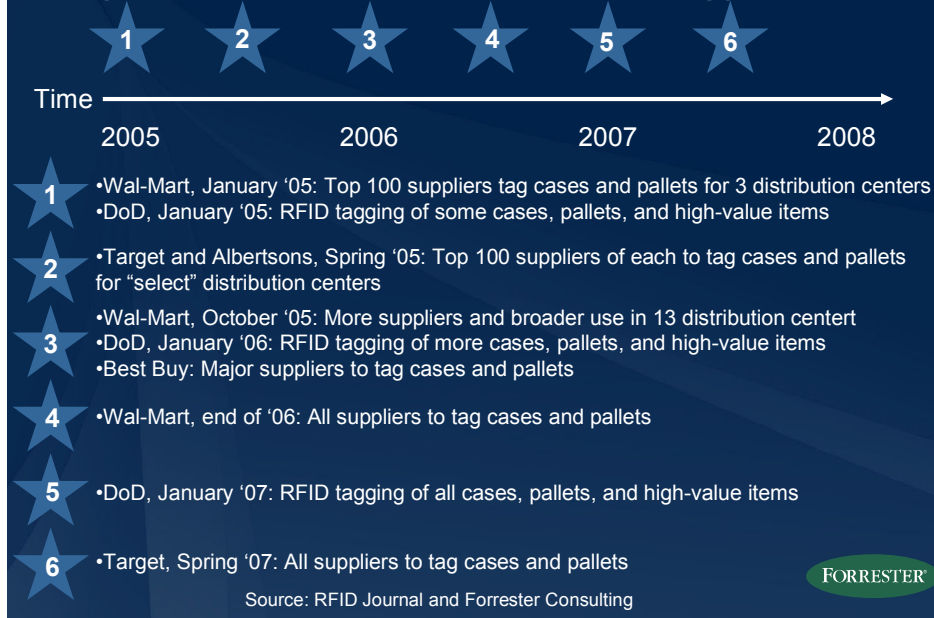 1 2 3 4 5 6
Time
2005 2006 2007 2008
1
•Wal-Mart, January ‘05: Top 100 suppliers tag cases and pallets for 3 distribution centers
•DoD, January ‘05: RFID tagging of some cases, pallets, and high-value items
2
•Target and Albertsons, Spring ‘05: Top 100 suppliers of each to tag cases and pallets
for “select” distribution centers
3
•Wal-Mart, October ‘05: More suppliers and broader use in 13 distribution centert
•DoD, January ‘06: RFID tagging of more cases, pallets, and high-value items
•Best Buy: Major suppliers to tag cases and pallets
4
•Wal-Mart, end of ‘06: All suppliers to tag cases and pallets
5
•DoD, January ‘07: RFID tagging of all cases, pallets, and high-value items
6
•Target, Spring ‘07: All suppliers to tag cases and pallets
FORRESTER®
Source: RFID Journal and Forrester Consulting